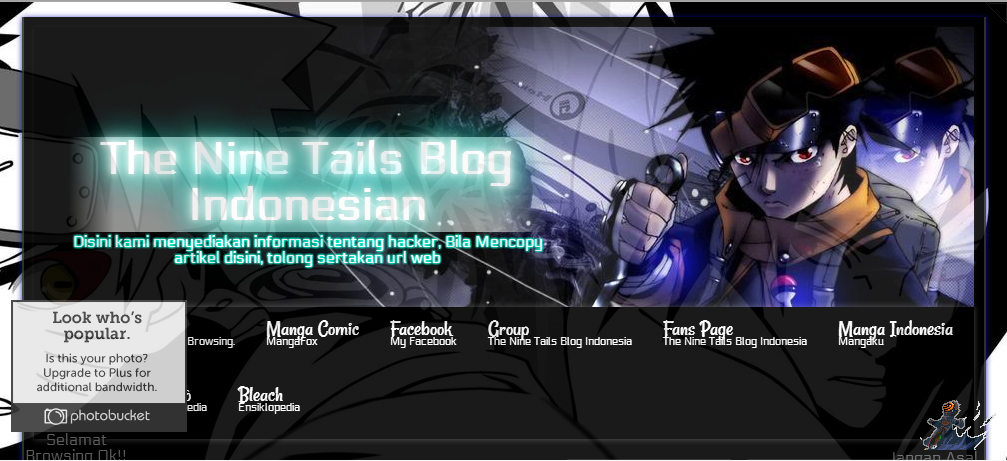 The Nine Tails Blog
Indonesian
Disini kami menyediakan informasi tentang hacker, Bila Mencopy
artikel disini, tolong sertakan url web
Look who's
popular.
Is this your photo?
Upgrade to Plus for
additional bandwidth.
photobucket
Browsing.
Manga Comic
MangaFox
Facebook
My Facebook
Group
The Nine Tails Blog Indonesia
Fans Page
The Nine Tails Blog Indonesia
Manga Indonesia
Mangaku
Bleach
Ensiklopedia
Selamat
Browsing Ok!!
Jangan Asal